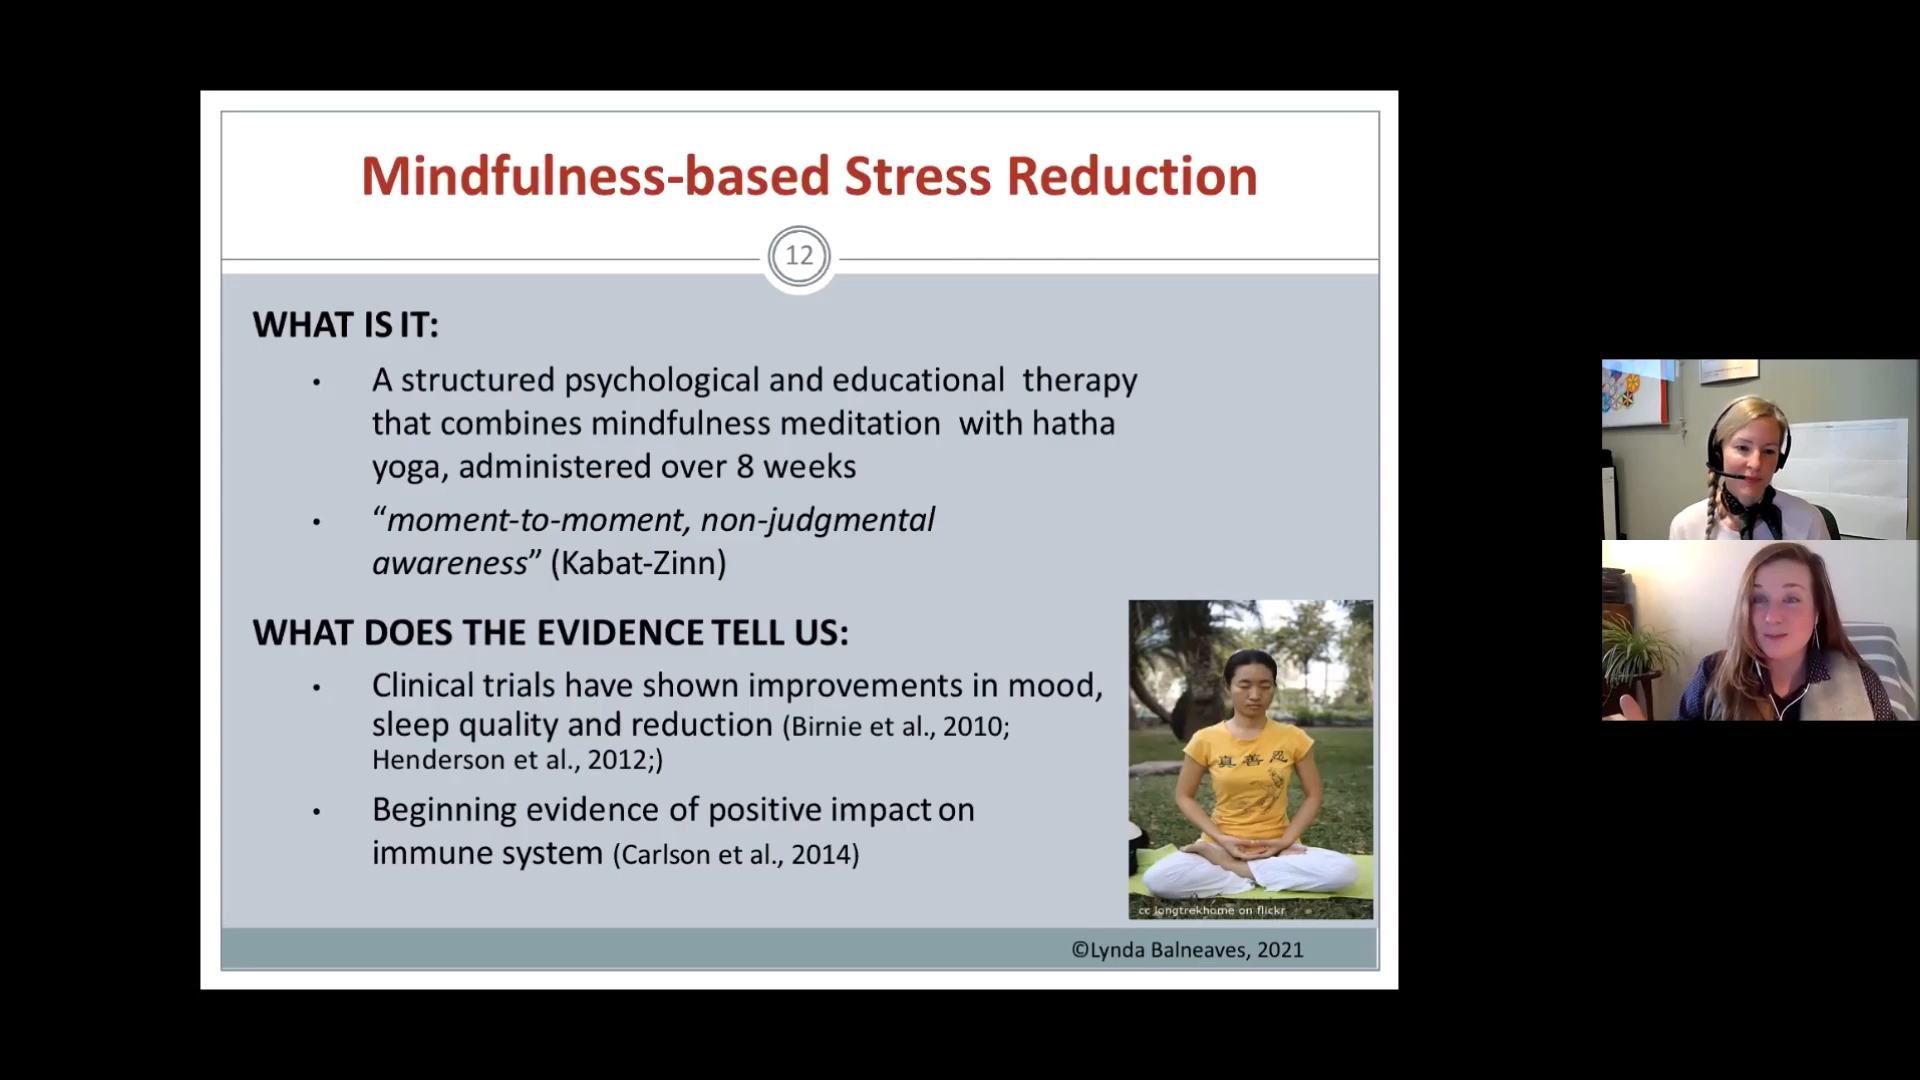 Mindfulness-based Stress Reduction
12
WHAT IS IT:
• A structured psychological and educational therapy
that combines mindfulness meditation with hatha
yoga, administered over 8 weeks
• “moment-to-moment, non-judgmental
awareness” (Kabat-Zinn)
WHAT DOES THE EVIDENCE TELL US:
• Clinical trials have shown improvements in mood,
sleep quality and reduction (Birnie et al., 2010;
Henderson et al., 2012;)
• Beginning evidence of positive impact on
immune system (Carlson et al., 2014)
真善忍
cc longtrekhome on flickr
©Lynda Balneaves, 2021